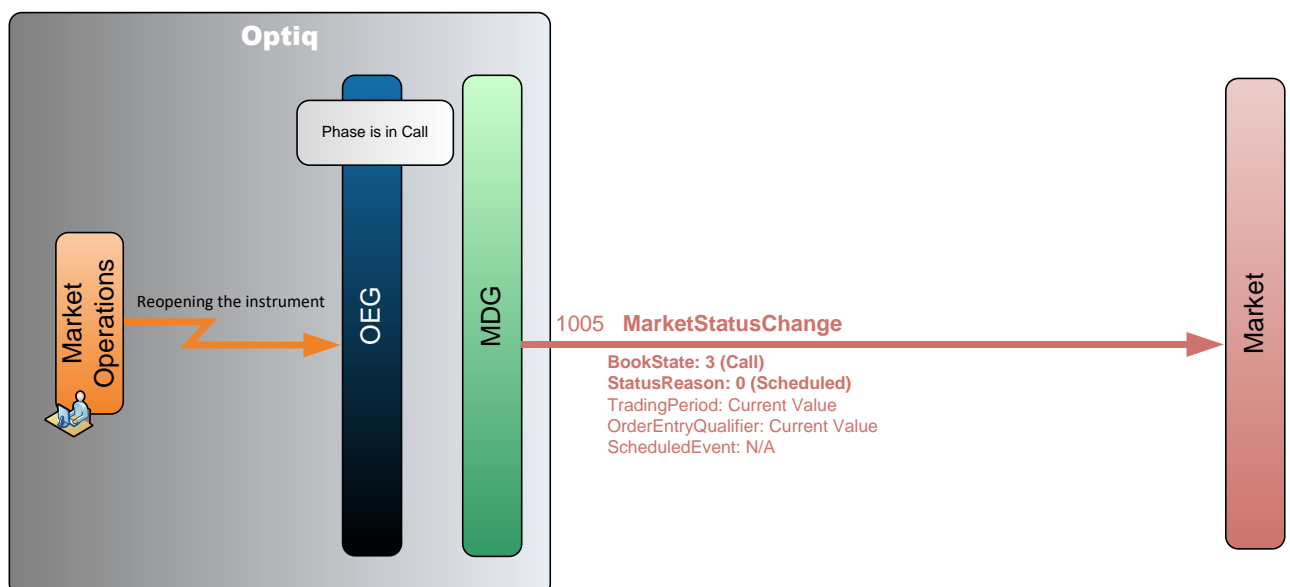 Optiq
Phase is in Call
Market
Operations
Reopening the instrument
OEG
MDG
1005 MarketStatusChange
BookState: 3 (Call)
StatusReason: 0 (Scheduled)
TradingPeriod: Current Value
OrderEntryQualifier: Current Value
ScheduledEvent: N/A
Market